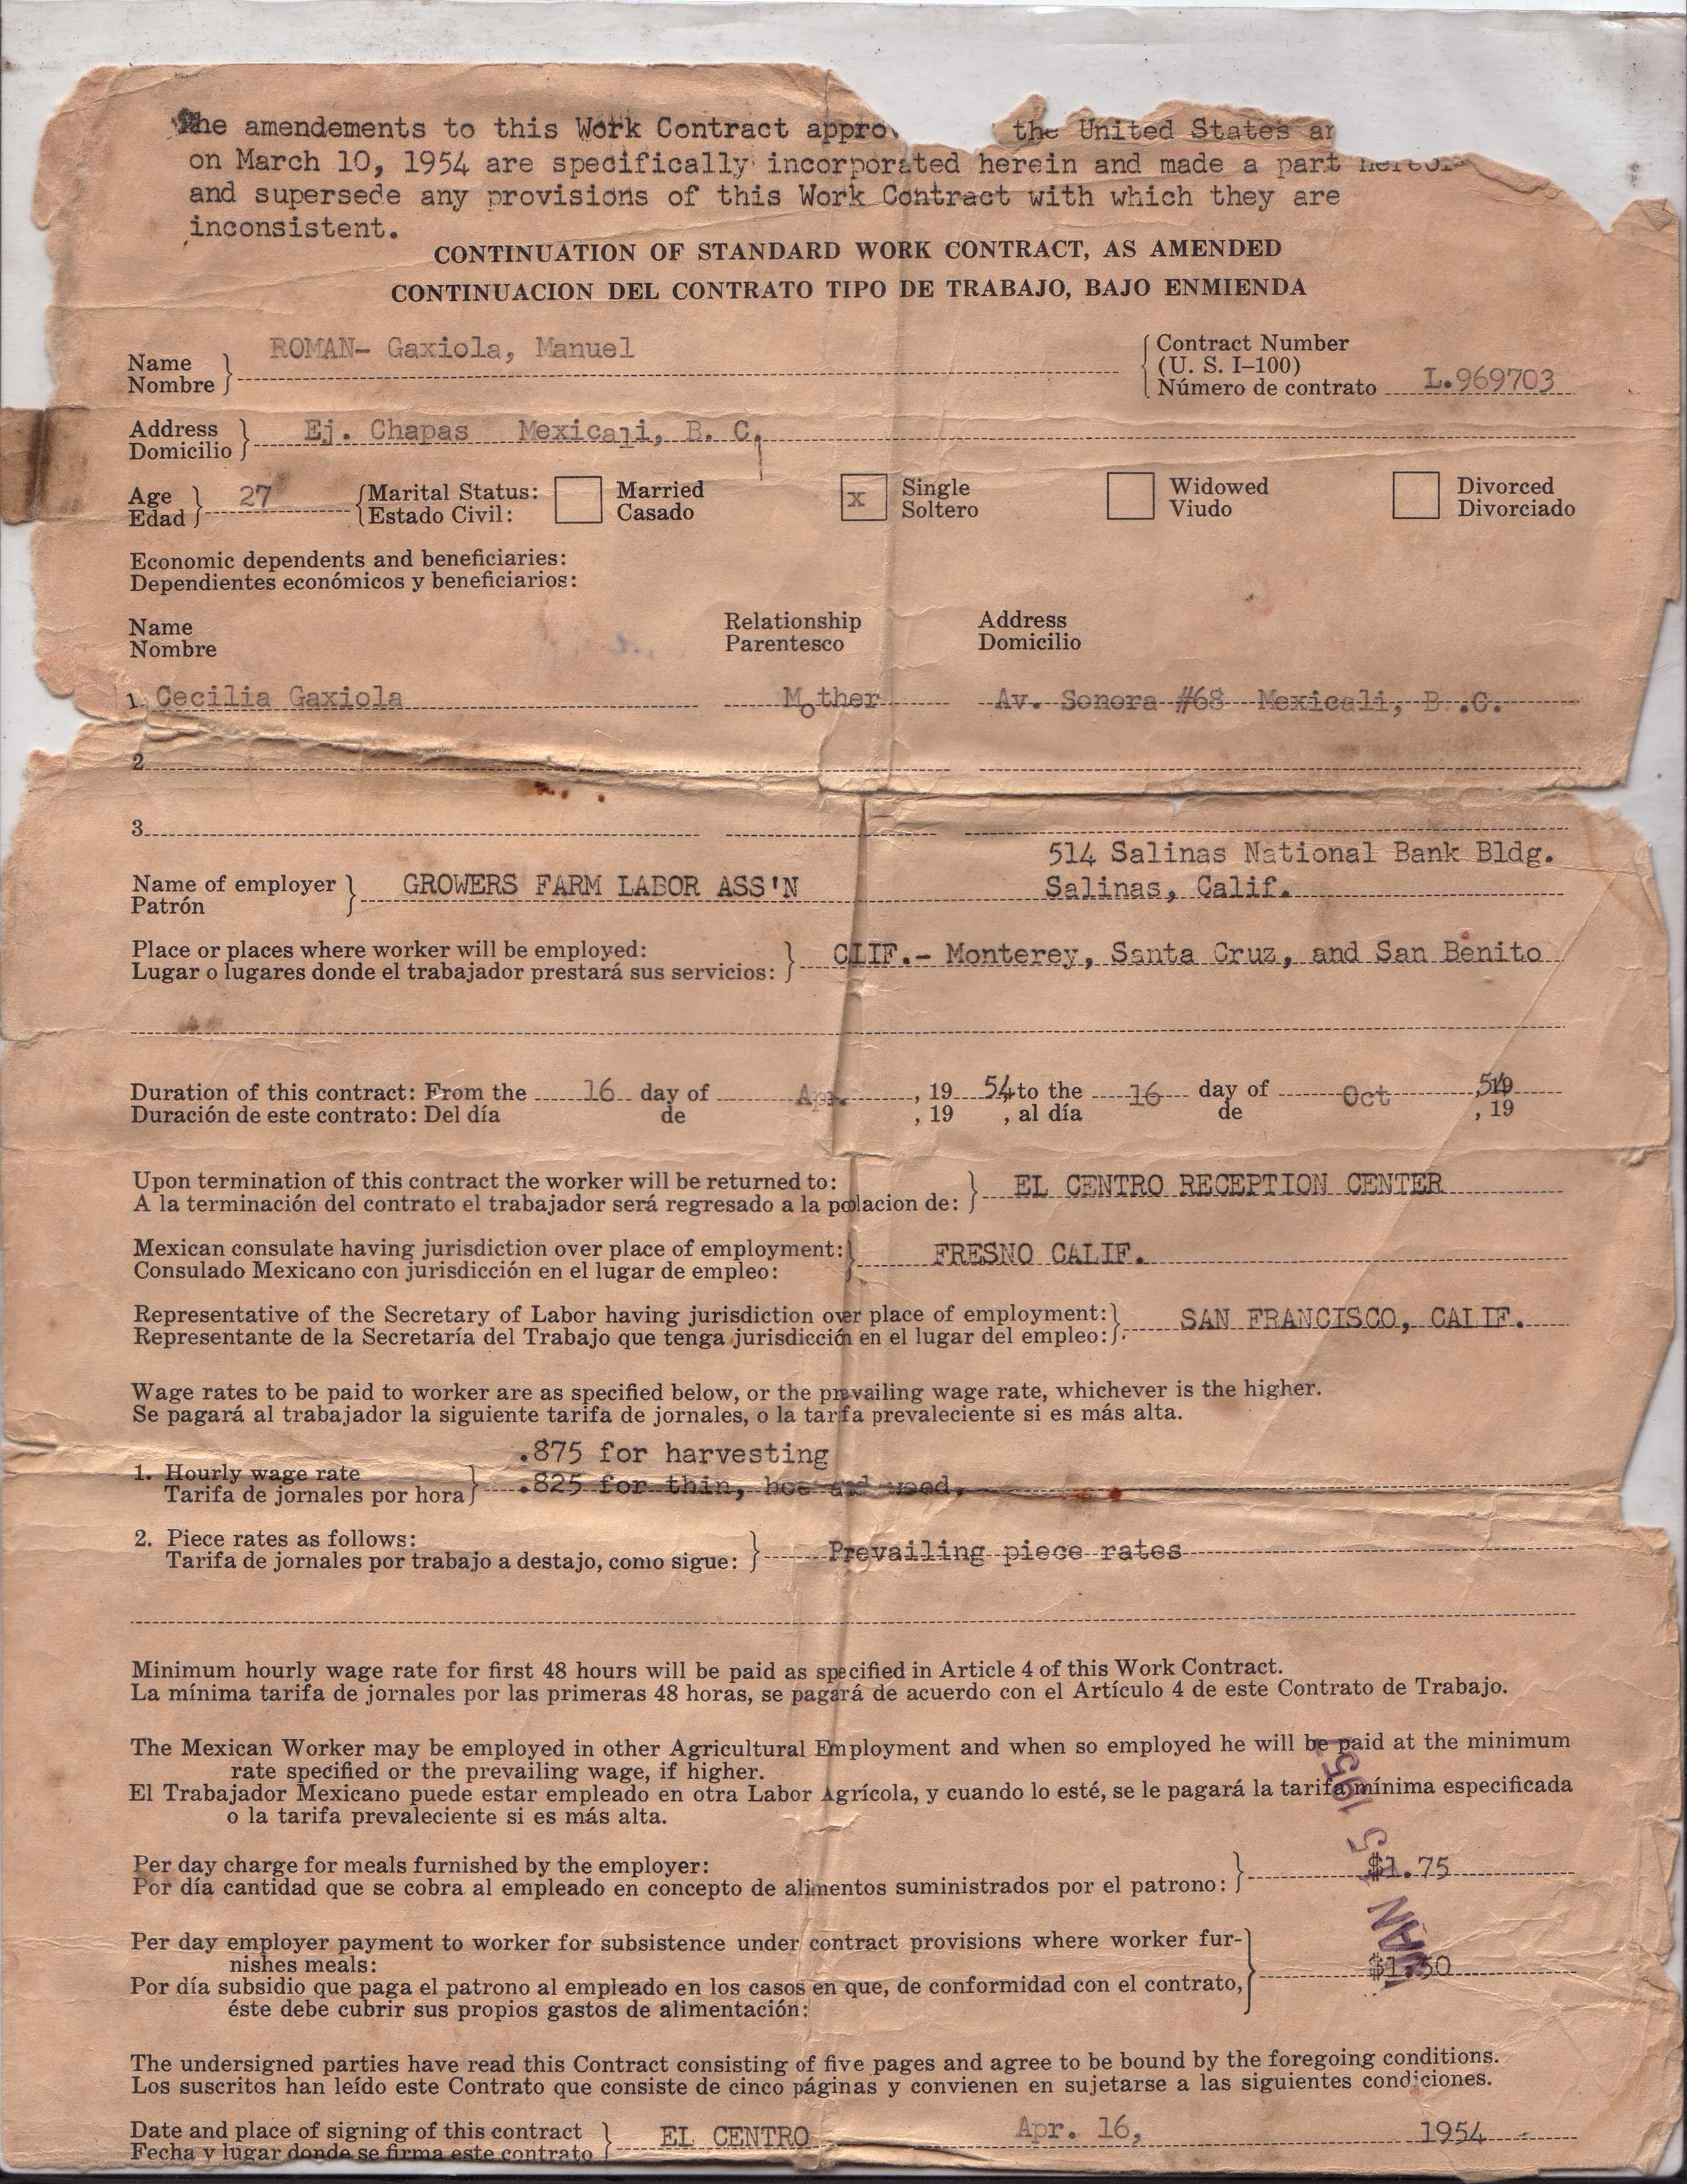 The amendements to this Work Contract the United States
on March 10, 1954 are specifically incorporated herein and made a part
and supersede any provisions of this Work Contract with which they are
inconsistent.
CONTINUATION OF STANDARD WORK CONTRACT, AS AMENDED
CONTINUACION DEL CONTRATO TIPO DE TRABAJO, BAJO ENMIENDA
ROMAN- Gaxiola, Manuel
Name
Nombre
Contract Number
(U. S. I-100)
Número de contrato L.969703
Address Ej. Chapas Mexicali, B. C.
Domicilio
Age 27 Marital Status: Married x Single Widowed Divorced
Edad Estado Civil: Casado Soltero Viudo Divorciado
Economic dependents and beneficiaries:
Dependientes económicos y beneficiarios:
Name Relationship Address
Nombre Parentesco Domicilio
1. Cecilia Gaxiola Mother Av. Sonora #68 Mexicali, B .C.
2
3
514 Salinas National Bank Bldg.
Name of employer GROWERS FARM LABOR ASS'N Salinas, Calif.
Patrón
Place or places where worker will be employed: CLIF.- Monterey, Santa Cruz, and San Benito
Lugar o lugares donde el trabajador prestará sus servicios:
Duration of this contract: From the 16 day of Apr. , 19 54 to the 16 day of Oct , 19 54
Duración de este contrato: Del día de , 19 , al día de , 19
Upon termination of this contract the worker will be returned to: EL CENTRO RECEPTION CENTER
A la terminación del contrato el trabajador será regresado a la polacion de:
Mexican consulate having jurisdiction over place of employment: FRESNO CALIF.
Consulado Mexicano con jurisdicción en el lugar de empleo:
Representative of the Secretary of Labor having jurisdiction over place of employment: SAN FRANCISCO, CALIF.
Representante de la Secretaría del Trabajo que tenga jurisdicción en el lugar del empleo:
Wage rates to be paid to worker are as specified below, or the prevailing wage rate, whichever is the higher.
Se pagará al trabajador la siguiente tarifa de jornales, o la tarifa prevaleciente si es más alta.
.875 for harvesting
1. Hourly wage rate .825 for thin, hoe and weed.
Tarifa de jornales por hora
2. Piece rates as follows: Prevailing piece rates
Tarifa de jornales por trabajo a destajo, como sigue:
Minimum hourly wage rate for first 48 hours will be paid as specified in Article 4 of this Work Contract.
La mínima tarifa de jornales por las primeras 48 horas, se pagará de acuerdo con el Artículo 4 de este Contrato de Trabajo.
The Mexican Worker may be employed in other Agricultural Employment and when so employed he will be paid at the minimum
rate specified or the prevailing wage, if higher.
El Trabajador Mexicano puede estar empleado en otra Labor Agrícola, y cuando lo esté, se le pagará la tarifa mínima especificada
o la tarifa prevaleciente si es más alta.
Per day charge for meals furnished by the employer: $1.75
Por día cantidad que se cobra al empleado en concepto de alimentos suministrados por el patrono:
Per day employer payment to worker for subsistence under contract provisions where worker fur-
nishes meals: $1.50
Por día subsidio que paga el patrono al empleado en los casos en que, de conformidad con el contrato,
éste debe cubrir sus propios gastos de alimentación:
The undersigned parties have read this Contract consisting of five pages and agree to be bound by the foregoing conditions.
Los suscritos han leído este Contrato que consiste de cinco páginas y convienen en sujetarse a las siguientes condiciones.
Date and place of signing of this contract EL CENTRO Apr. 16, 1954
Fecha y lugar donde se firma este contrato